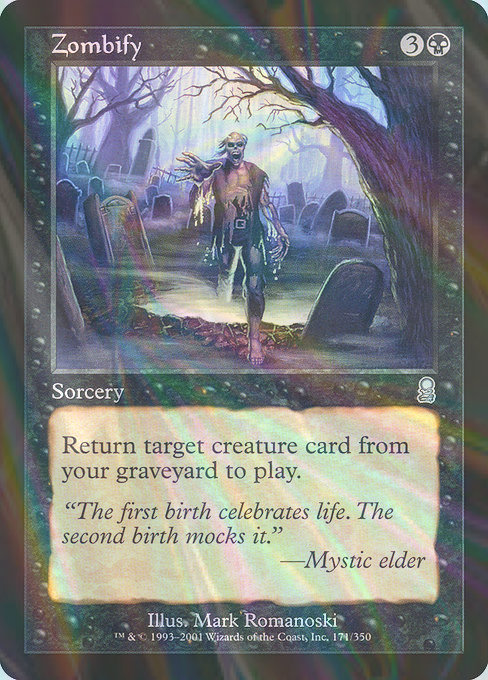 Zombify 3
Sorcery
Return target creature card from
your graveyard to play.
“The first birth celebrates life. The
second birth mocks it.”
—Mystic elder
Illus. Mark Romanoski
™ & © 1993–2001 Wizards of the Coast, Inc. 171/350